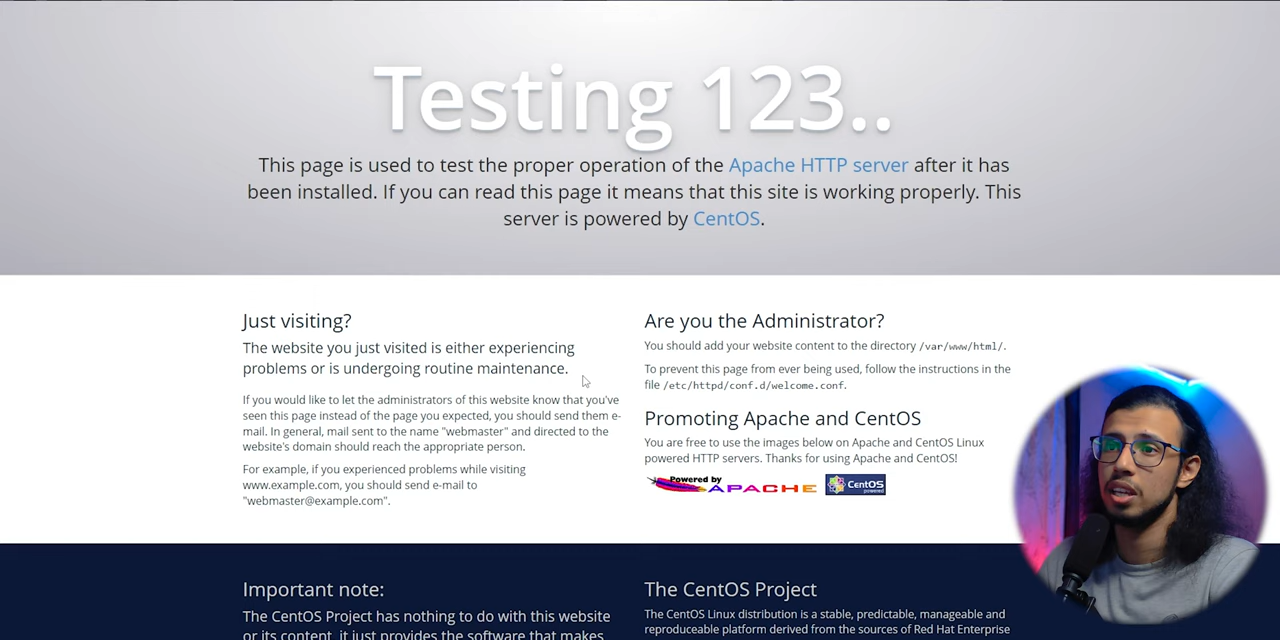 Testing 123..
This page is used to test the proper operation of the Apache HTTP server after it has
been installed. If you can read this page it means that this site is working properly. This
server is powered by CentOS.
Just visiting?
The website you just visited is either experiencing
problems or is undergoing routine maintenance.
If you would like to let the administrators of this website know that you've
seen this page instead of the page you expected, you should send them e-
mail. In general, mail sent to the name "webmaster" and directed to the
website's domain should reach the appropriate person.
For example, if you experienced problems while visiting
www.example.com, you should send e-mail to
"webmaster@example.com".
Are you the Administrator?
You should add your website content to the directory /var/www/html/.
To prevent this page from ever being used, follow the instructions in the
file /etc/httpd/conf.d/welcome.conf.
Promoting Apache and CentOS
You are free to use the images below on Apache and CentOS Linux
powered HTTP servers. Thanks for using Apache and CentOS!
Powered by
APACHE
CentOS
powered
Important note:
The CentOS Project has nothing to do with this website
or its content, it just provides the software that makes
The CentOS Project
The CentOS Linux distribution is a stable, predictable, manageable and
reproduceable platform derived from the sources of Red Hat Enterprise